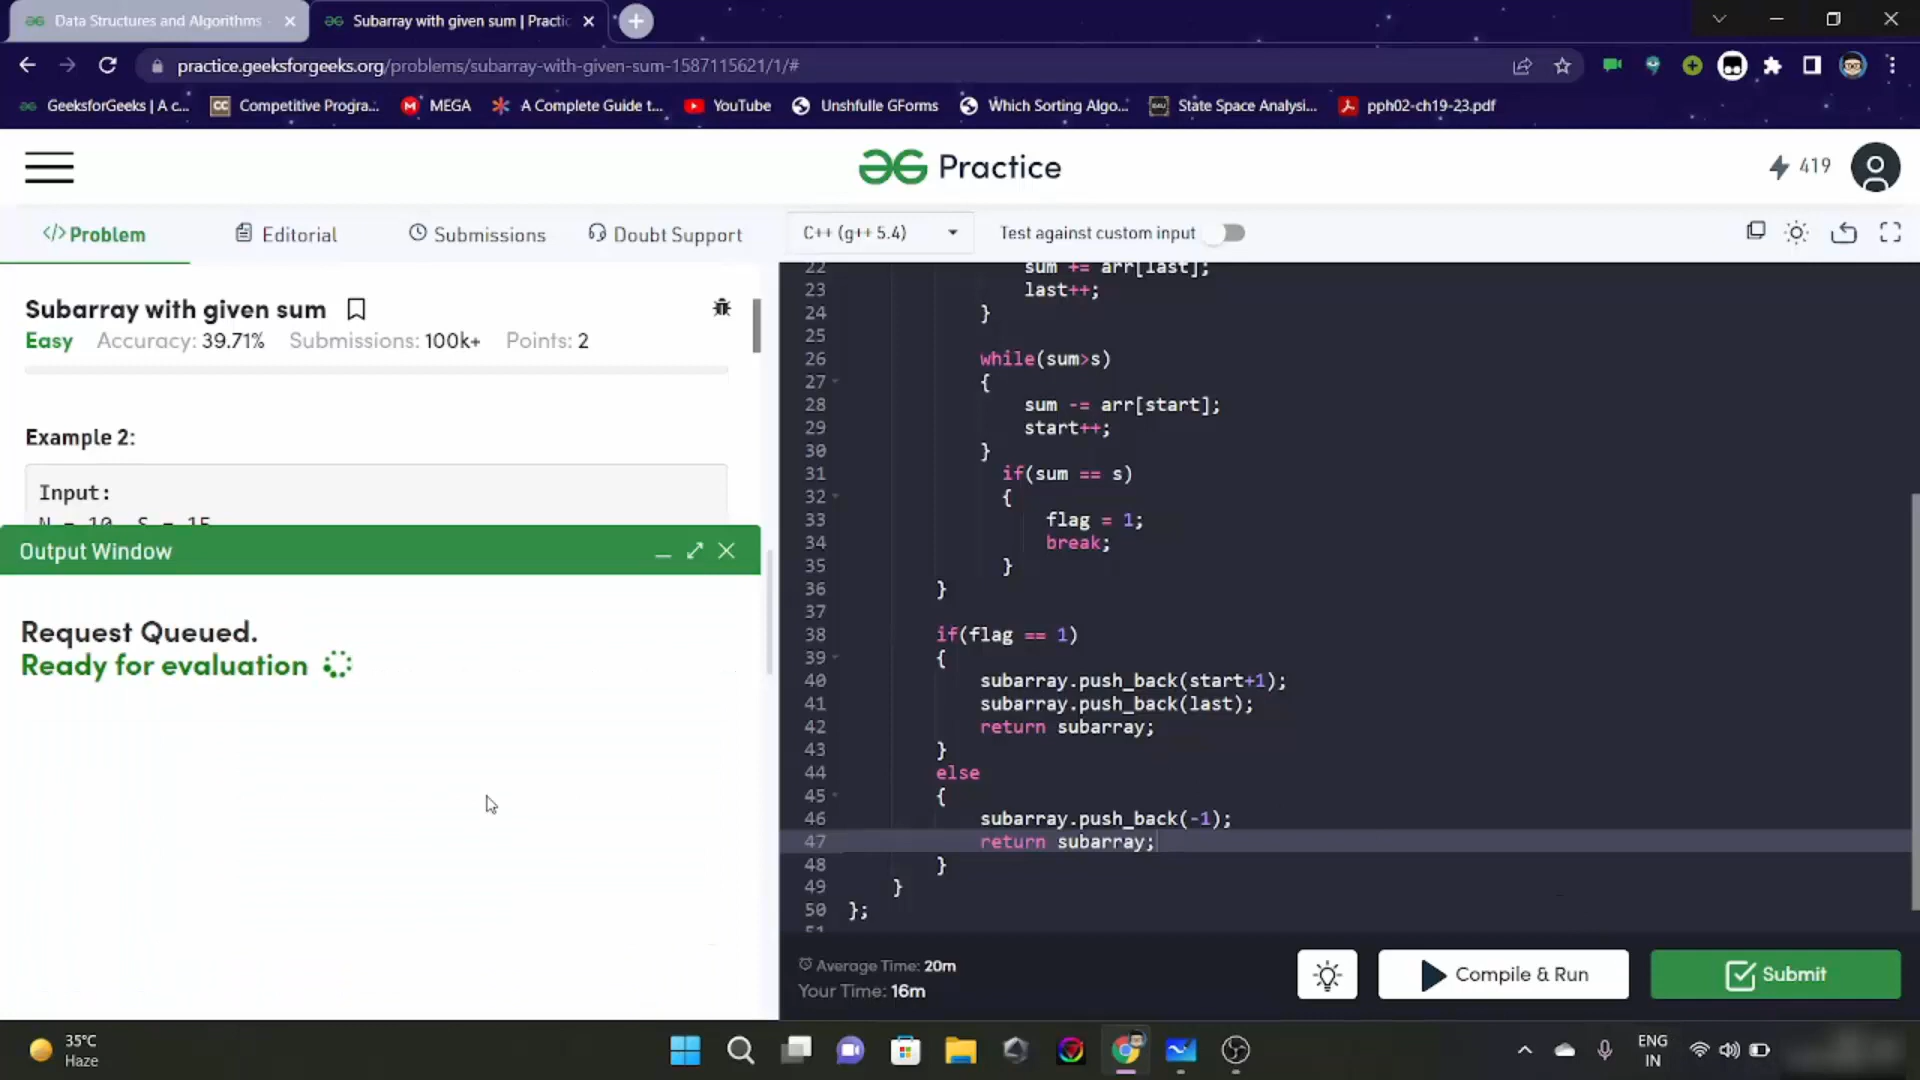 Data Structures and Algorithms
Subarray with given sum | Practic
practice.geeksforgeeks.org/problems/subarray-with-given-sum-1587115621/1/#
GeeksforGeeks | A c...
Competitive Progra...
MEGA
A Complete Guide t...
YouTube
Unshfulle GForms
Which Sorting Algo...
State Space Analysi...
pph02-ch19-23.pdf
Practice
419
</>Problem
Editorial
Submissions
Doubt Support
C++ (g++ 5.4)
Test against custom input
Subarray with given sum
Easy Accuracy: 39.71% Submissions: 100k+ Points: 2
Example 2:
Input:
N = 10, S = 15
Output Window
Request Queued.
Ready for evaluation
22 sum += arr[last];
23 last++;
24 }
25
26 while(sum>s)
27 {
28 sum -= arr[start];
29 start++;
30 }
31 if(sum == s)
32 {
33 flag = 1;
34 break;
35 }
36 }
37
38 if(flag == 1)
39 {
40 subarray.push_back(start+1);
41 subarray.push_back(last);
42 return subarray;
43 }
44 else
45 {
46 subarray.push_back(-1);
47 return subarray;
48 }
49 }
50 };
51
Average Time: 20m
Your Time: 16m
Compile & Run
Submit
35°C
Haze
ENG
IN